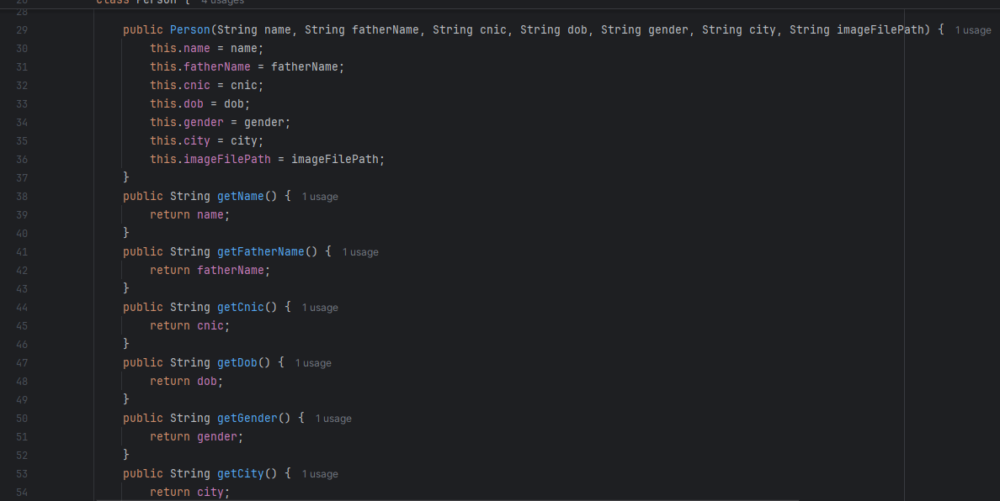 class Person { 4 usages
28
29 public Person(String name, String fatherName, String cnic, String dob, String gender, String city, String imageFilePath) { 1 usage
30 this.name = name;
31 this.fatherName = fatherName;
32 this.cnic = cnic;
33 this.dob = dob;
34 this.gender = gender;
35 this.city = city;
36 this.imageFilePath = imageFilePath;
37 }
38 public String getName() { 1 usage
39 return name;
40 }
41 public String getFatherName() { 1 usage
42 return fatherName;
43 }
44 public String getCnic() { 1 usage
45 return cnic;
46 }
47 public String getDob() { 1 usage
48 return dob;
49 }
50 public String getGender() { 1 usage
51 return gender;
52 }
53 public String getCity() { 1 usage
54 return city;